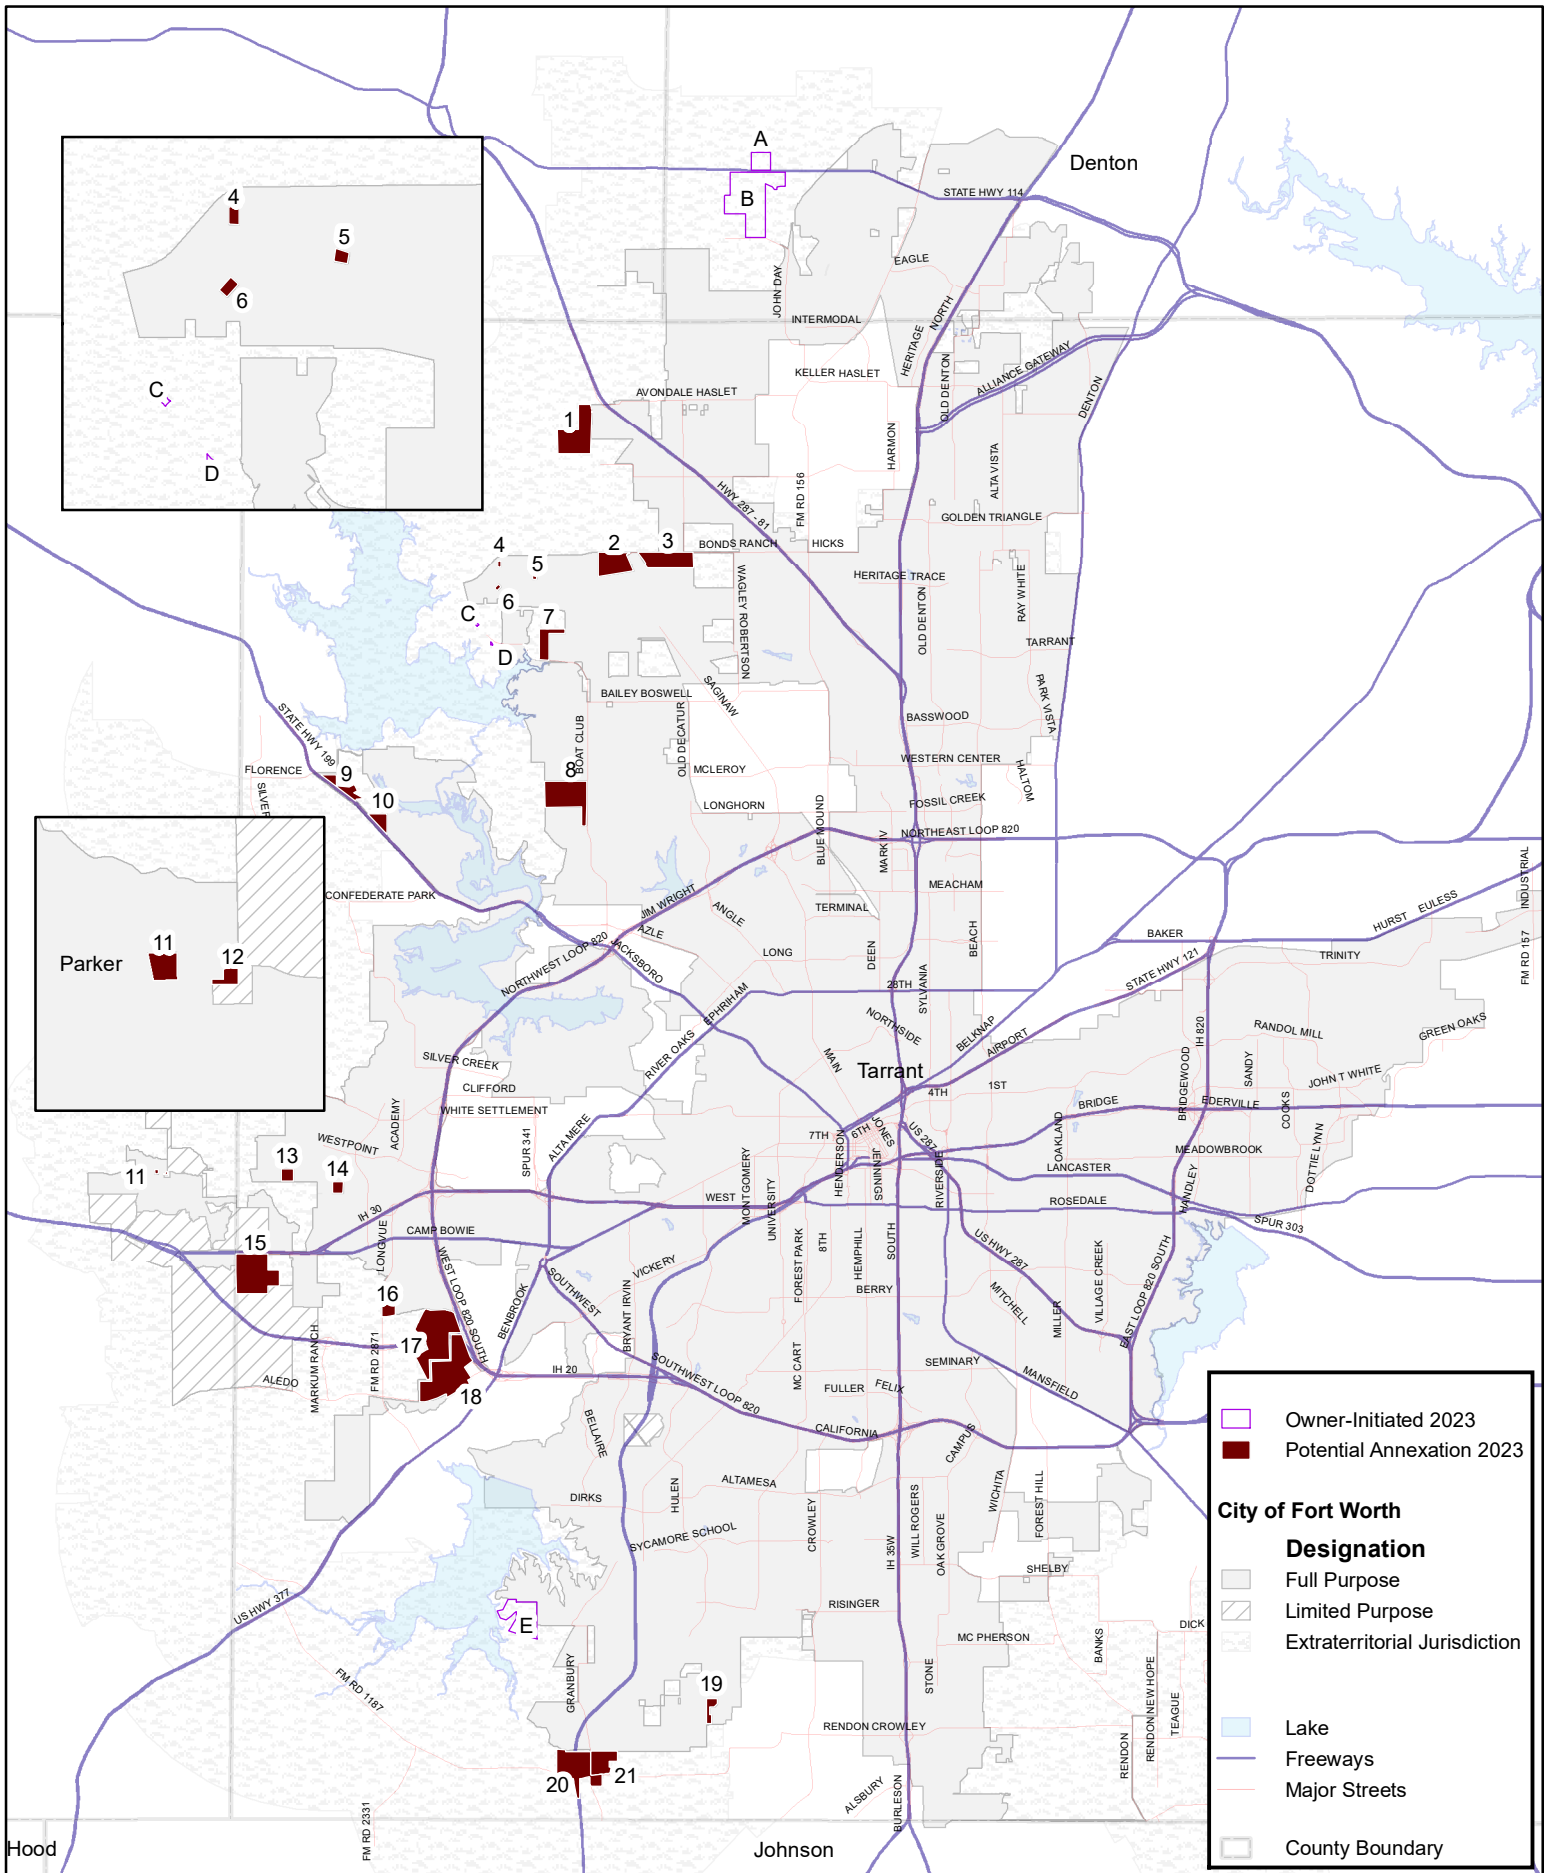 A
Denton
B
STATE HWY 114
4
5
EAGLE
JOHN DAY
6
NORTH
INTERMODAL
HERITAGE
KELLER HASLET
OLD DENTON
ALLIANCE GATEWAY
C
AVONDALE HASLET
DENTON
1
HARMON
ALTA VISTA
D
FM RD 156
HWY 287 - 81
GOLDEN TRIANGLE
4
2
3
BONDS RANCH
HICKS
5
HERITAGE TRACE
RAY WHITE
WAGLEY ROBERTSON
6
C
7
OLD DENTON
TARRANT
D
BAILEY BOSWELL
SAGINAW
PARK VISTA
STATE HWY 199
BOAT CLUB
OLD DECATUR
BASSWOOD
WESTERN CENTER
FLORENCE
9
8
MCLEROY
HALTOM
SILVER
10
LONGHORN
FOSSIL CREEK
BLUE MOUND
MARK IV
NORTHEAST LOOP 820
INDUSTRIAL
CONFEDERATE PARK
JIM WRIGHT
MEACHAM
ANGLE
TERMINAL
HURST
EULESS
AZLE
BEACH
BAKER
11
12
Parker
NORTHWEST LOOP 820
JACKSBORO
LONG
DEEN
TRINITY
FM RD 157
STATE HWY 121
28TH
SYLVANIA
EPHRIHAM
NORTHSIDE
BELKNAP
RANDOL MILL
GREEN OAKS
RIVER OAKS
AIRPORT
IH 820
MAIN
SILVER CREEK
Tarrant
BRIDGEWOOD
SANDY
JOHN T WHITE
CLIFFORD
4TH
1ST
WHITE SETTLEMENT
BRIDGE
EDERVILLE
COOKS
ACADEMY
ALTA MERE
JONES
OAKLAND
WESTPOINT
7TH
6TH
US 287
MEADOWBROOK
DOTTIE LYNN
SPUR 341
HENDERSON
JENNINGS
11
13
14
MONTGOMERY
RIVERSIDE
LANCASTER
HANDLEY
WEST
UNIVERSITY
ROSEDALE
IH 30
SPUR 303
CAMP BOWIE
LONGVUE
15
WEST LOOP 820 SOUTH
FOREST PARK
8TH
HEMPHILL
SOUTH
US HWY 287
VICKERY
VILLAGE CREEK
EAST LOOP 820 SOUTH
SOUTHWEST
BERRY
16
BENBROOK
BRYANT IRVIN
MITCHELL
MILLER
17
MARKUM RANCH
FM RD 2871
IH 20
SOUTHWEST LOOP 820
MC CART
SEMINARY
ALEDO
18
FULLER
FELIX
MANSFIELD
Owner-Initiated 2023
BELLAIRE
CALIFORNIA
CAMPUS
Potential Annexation 2023
HULEN
ALTAMESA
WICHITA
FOREST HILL
DIRKS
CROWLEY
WILL ROGERS
City of Fort Worth
SYCAMORE SCHOOL
IH 35W
OAK GROVE
Designation
SHELBY
Full Purpose
US HWY 377
RISINGER
Limited Purpose
E
DICK
MC PHERSON
BANKS
Extraterritorial Jurisdiction
GRANBURY
STONE
RENDON NEW HOPE
FM RD 1187
19
TEAGUE
RENDON CROWLEY
Lake
RENDON
Freeways
20
21
ALSBURY
BURLESON
Major Streets
FM RD 2331
Hood
Johnson
County Boundary